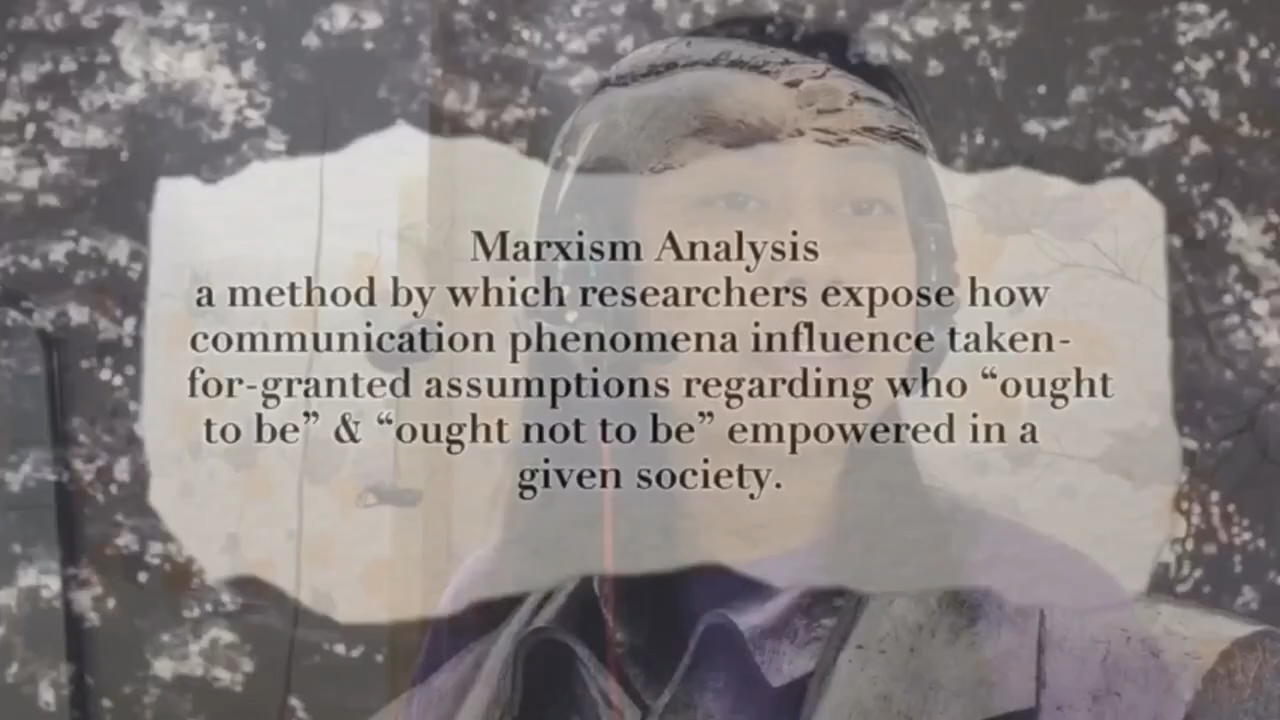 Marxism Analysis
a method by which researchers expose how
communication phenomena influence taken-
for-granted assumptions regarding who “ought
to be” & “ought not to be” empowered in a
given society.